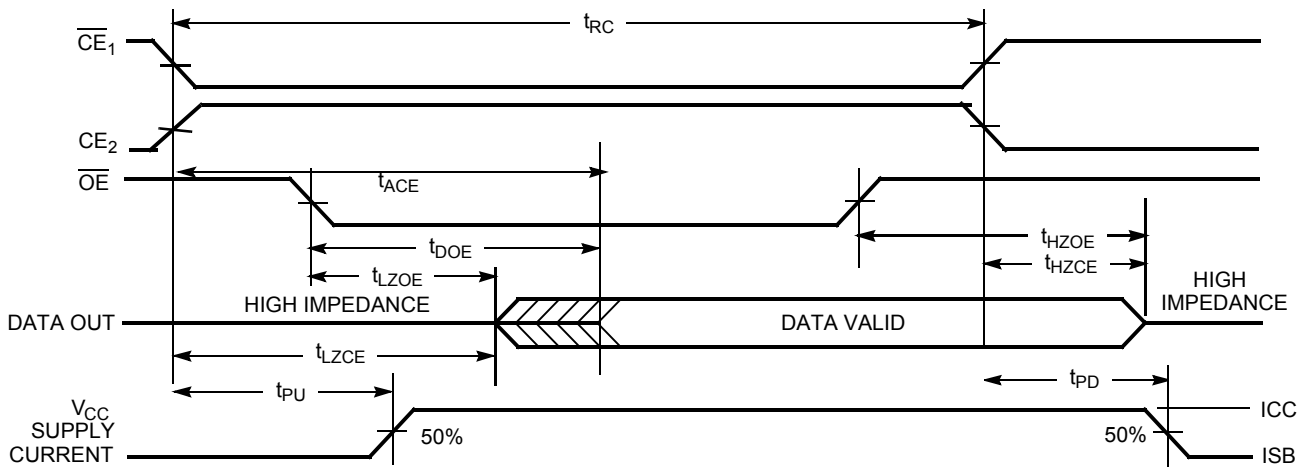 tRC
CE1
CE2
tACE
OE
tDOE
tHZOE
tLZOE
tHZCE
HIGH IMPEDANCE
HIGH
IMPEDANCE
DATA OUT
DATA VALID
tLZCE
tPU
tPD
VCC
SUPPLY
CURRENT
50%
50%
ICC
ISB